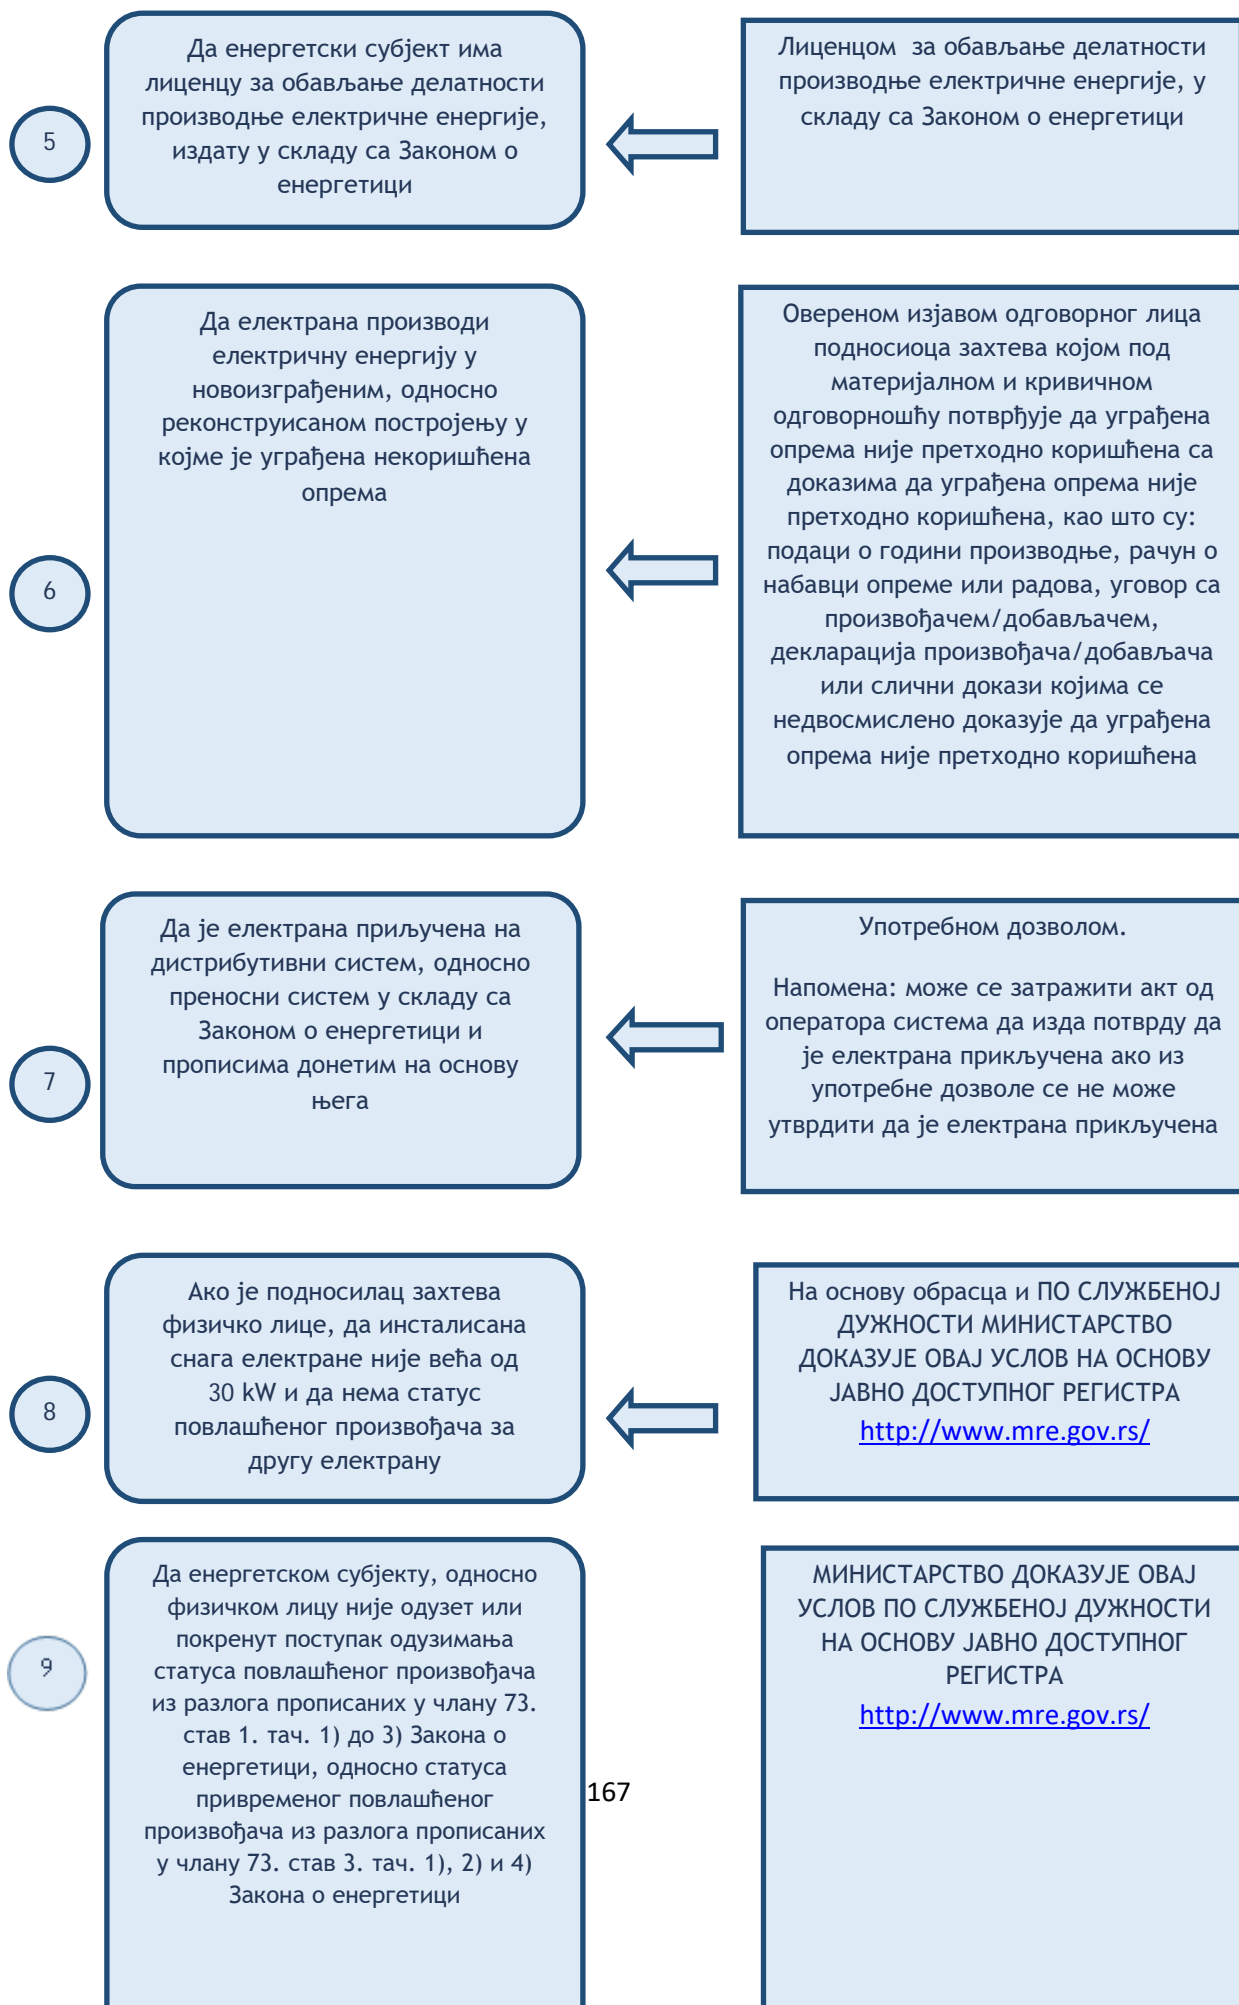 5
Да енергетски субјект има
лиценцу за обављање делатности
производње електричне енергије,
издату у складу са Законом о
енергетици
Лиценцом за обављање делатности
производње електричне енергије, у
складу са Законом о енергетици
6
Да електрана производи
електричну енергију у
новоизграђеним, односно
реконструисаном постројењу у
којме је уграђена некоришћена
опрема
Овереном изјавом одговорног лица
подносиоца захтева којом под
материјалном и кривичном
одговорношћу потврђује да уграђена
опрема није претходно коришћена са
доказима да уграђена опрема није
претходно коришћена, као што су:
подаци о години производње, рачун о
набавци опреме или радова, уговор са
произвођачем/добављачем,
декларација произвођача/добављача
или слични докази којима се
недвосмислено доказује да уграђена
опрема није претходно коришћена
7
Да је електрана приључена на
дистрибутивни систем, односно
преносни систем у складу са
Законом о енергетици и
прописима донетим на основу
њега
Употребном дозволом.
Напомена: може се затражити акт од
оператора система да изда потврду да
је електрана прикључена ако из
употребне дозволе се не може
утврдити да је електрана прикључена
8
Ако је подносилац захтева
физичко лице, да инсталисана
снага електране није већа од
30 kW и да нема статус
повлашћеног произвођача за
другу електрану
На основу обрасца и ПО СЛУЖБЕНОЈ
ДУЖНОСТИ МИНИСТАРСТВО
ДОКАЗУЈЕ ОВАЈ УСЛОВ НА ОСНОВУ
ЈАВНО ДОСТУПНОГ РЕГИСТРА
http://www.mre.gov.rs/
9
Да енергетском субјекту, односно
физичком лицу није одузет или
покренут поступак одузимања
статуса повлашћеног произвођача
из разлога прописаних у члану 73.
став 1. тач. 1) до 3) Закона о
енергетици, односно статуса
привременог повлашћеног
произвођача из разлога прописаних
у члану 73. став 3. тач. 1), 2) и 4)
Закона о енергетици
МИНИСТАРСТВО ДОКАЗУЈЕ ОВАЈ
УСЛОВ ПО СЛУЖБЕНОЈ ДУЖНОСТИ
НА ОСНОВУ ЈАВНО ДОСТУПНОГ
РЕГИСТРА
http://www.mre.gov.rs/
167